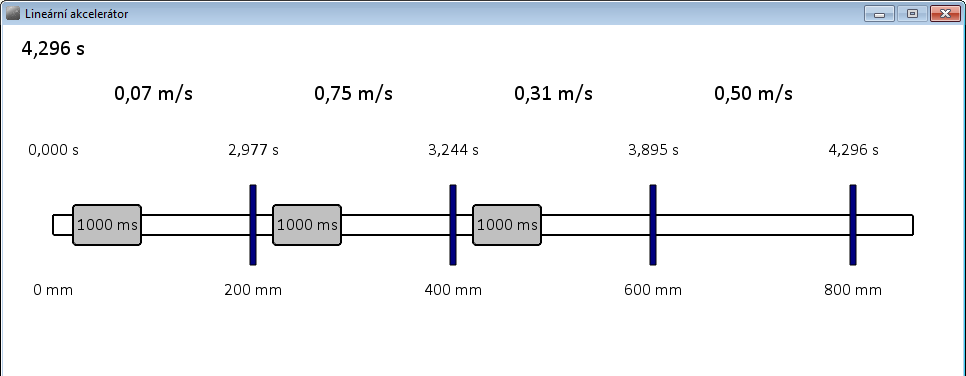 Lineární akcelerátor
4,296 s
0,07 m/s 0,75 m/s 0,31 m/s 0,50 m/s
0,000 s 2,977 s 3,244 s 3,895 s 4,296 s
1000 ms 1000 ms 1000 ms
0 mm 200 mm 400 mm 600 mm 800 mm